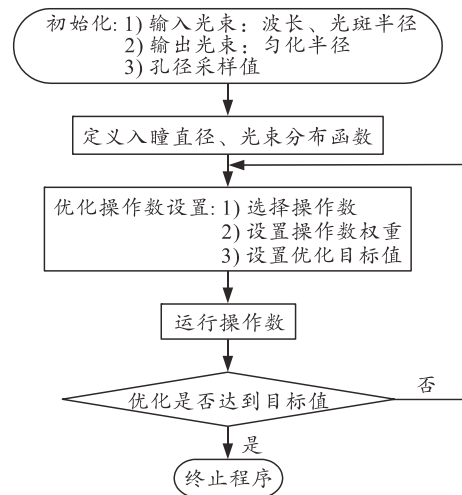 初始化: 1) 输入光束：波长、光斑半径
2) 输出光束：匀化半径
3) 孔径采样值
定义入瞳直径、光束分布函数
优化操作数设置: 1) 选择操作数
2) 设置操作数权重
3) 设置优化目标值
运行操作数
优化是否达到目标值
否
是
终止程序